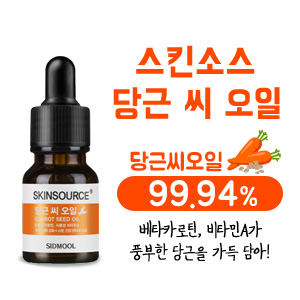 스킨소스
당근 씨 오일
당근씨오일
99.94%
베타카로틴, 비타민A가
풍부한 당근을 가득 담아!
SKINSOURCE®
당근 씨 오일
CARROT SEED OIL
SIDMOOL